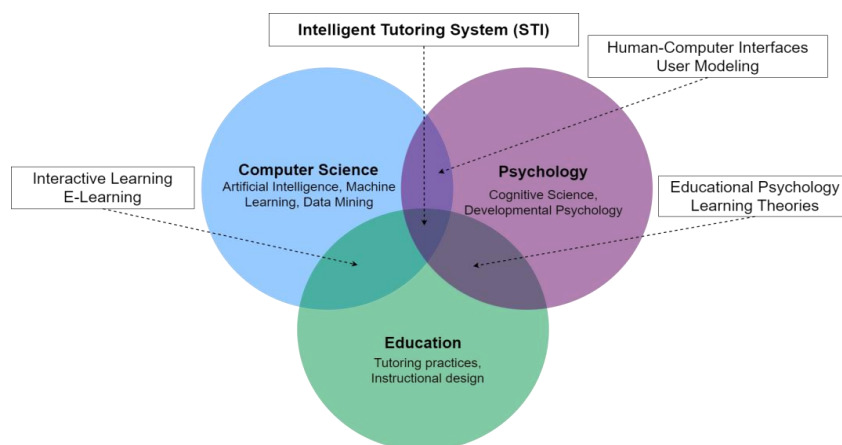 Intelligent Tutoring System (STI)
Human-Computer Interfaces
User Modeling
Computer Science
Artificial Intelligence, Machine
Learning, Data Mining
Psychology
Cognitive Science,
Developmental Psychology
Interactive Learning
E-Learning
Educational Psychology
Learning Theories
Education
Tutoring practices,
Instructional design